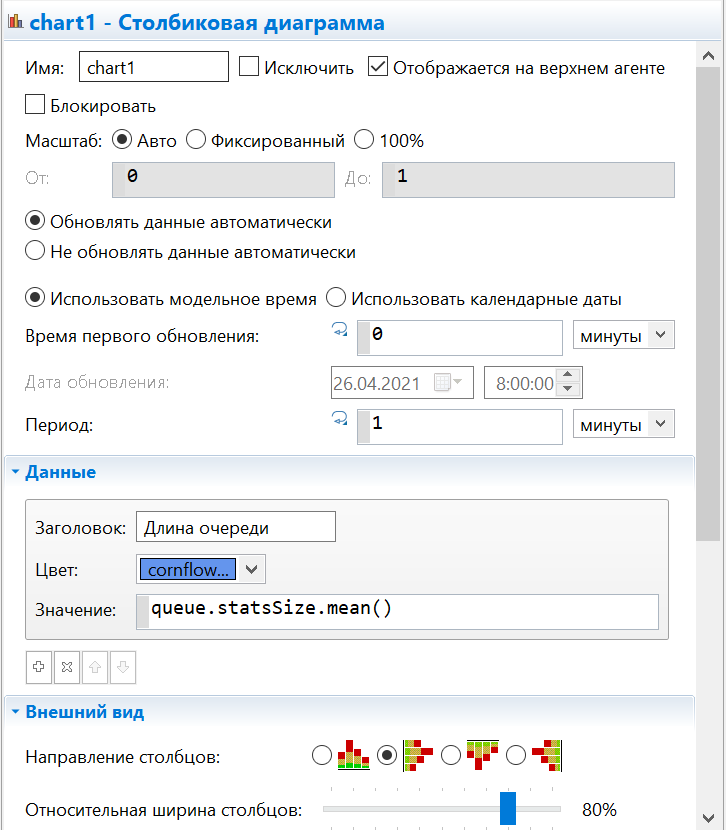 chart1 - Столбиковая диаграмма
Имя: chart1 Исключить Отображается на верхнем агенте
Блокировать
Масштаб: Авто Фиксированный 100%
От: 0 До: 1
Обновлять данные автоматически
Не обновлять данные автоматически
Использовать модельное время Использовать календарные даты
Время первого обновления: 0 минуты
Дата обновления: 26.04.2021 8:00:00
Период: 1 минуты
Данные
Заголовок: Длина очереди
Цвет: cornflow...
Значение: queue.statsSize.mean()
Внешний вид
Направление столбцов:
Относительная ширина столбцов: 80%